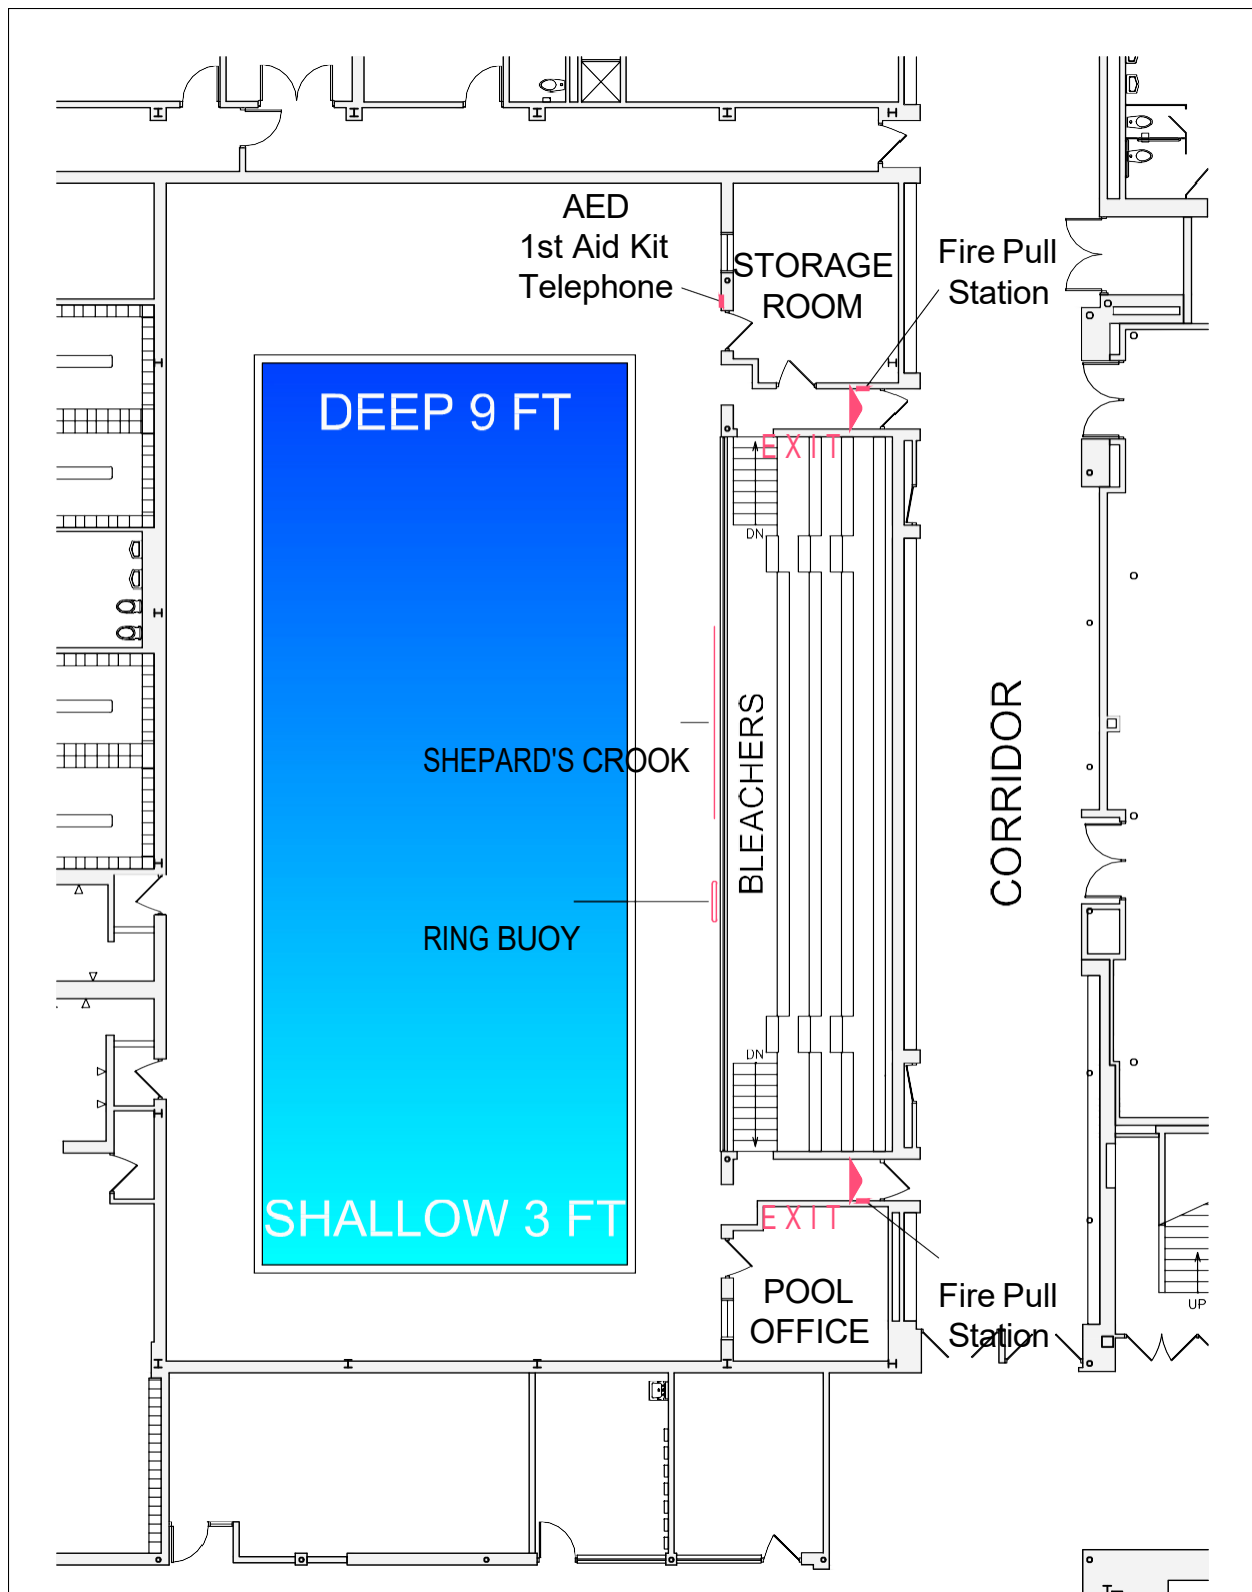 AED
1st Aid Kit
Telephone
STORAGE
ROOM
Fire Pull
Station
DEEP 9 FT
EXIT
DN
SHEPARD'S CROOK
BLEACHERS
CORRIDOR
RING BUOY
DN
SHALLOW 3 FT
EXIT
POOL
OFFICE
Fire Pull
Station
UP